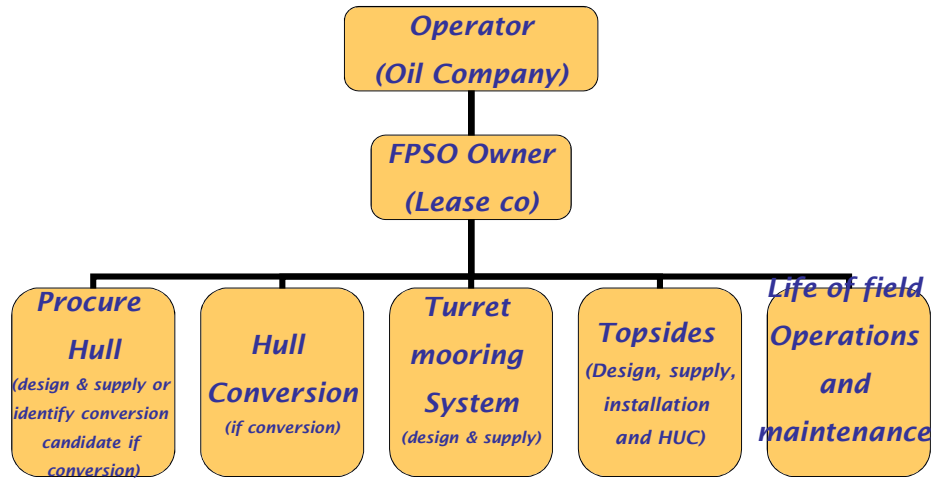 Operator
(Oil Company)
FPSO Owner
(Lease co)
Procure
Hull
(design & supply or
identify conversion
candidate if
conversion)
Hull
Conversion
(if conversion)
Turret
mooring
System
(design & supply)
Topsides
(Design, supply,
installation
and HUC)
Life of field
Operations
and
maintenance